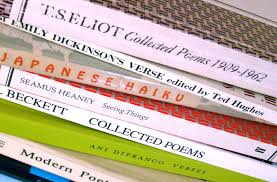 T.S. ELIOT Collected Poems 1909-1962
EMILY DICKINSON'S VERSE edited by Ted Hughes
JAPANESE HAIKU
SEAMUS HEANEY Seeing Things
BECKETT COLLECTED POEMS
ANI DIFRANCO VERSES
Modern